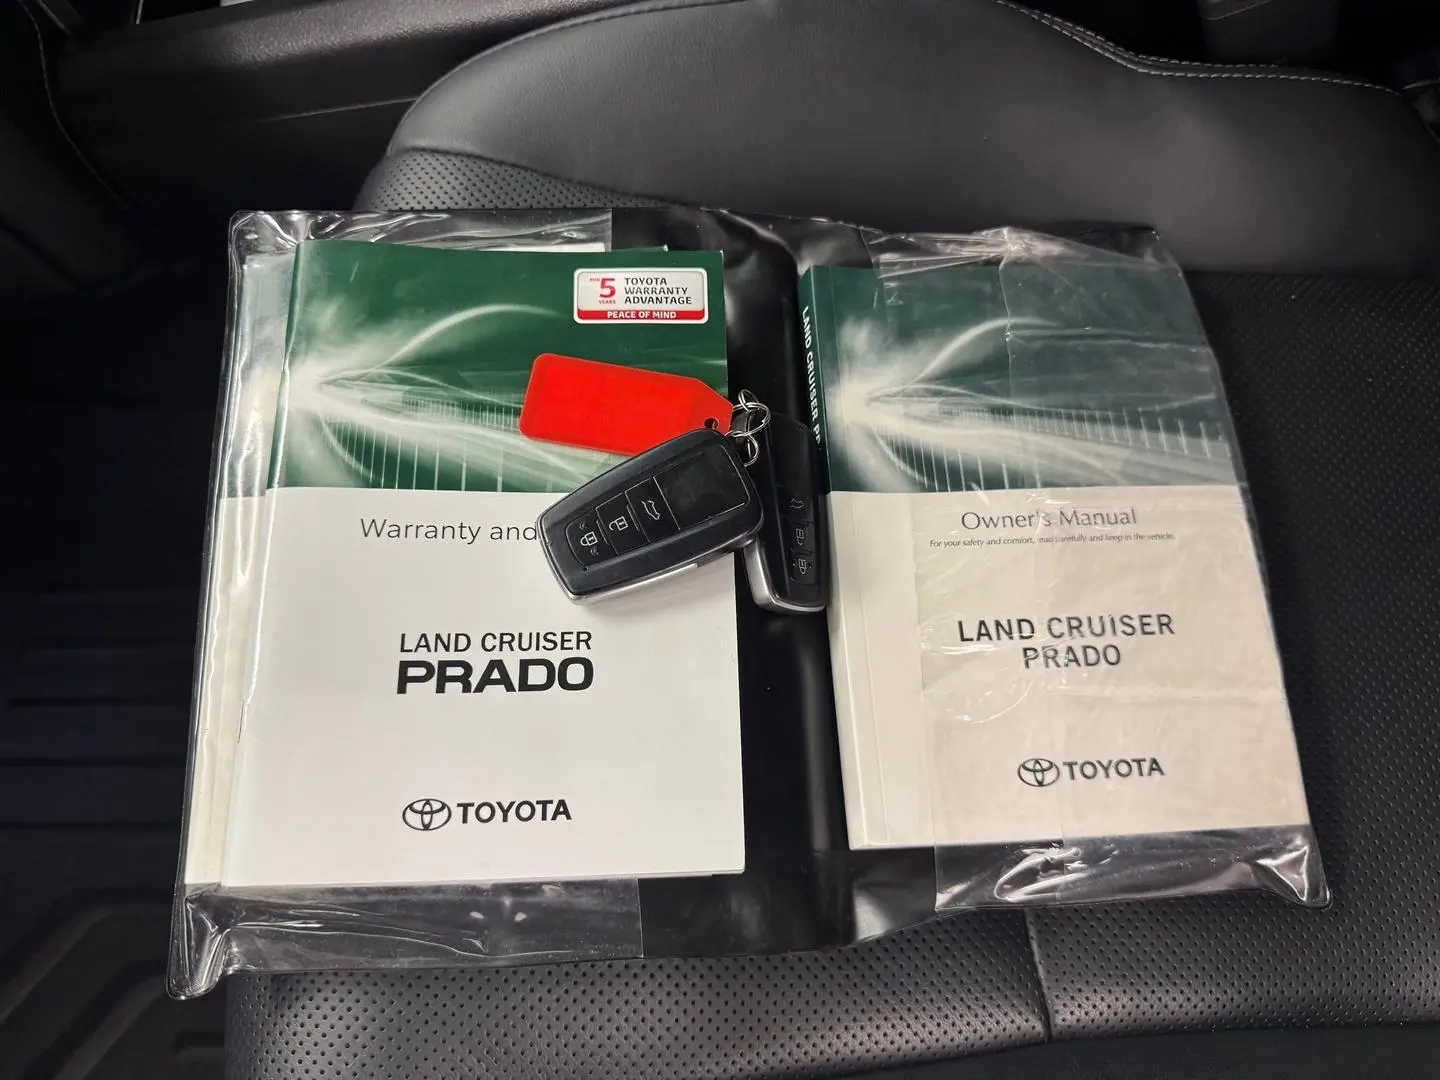 5
YEARS
TOYOTA
WARRANTY
ADVANTAGE
PEACE OF MIND
Warranty and
LAND CRUISER
PRADO
TOYOTA
LAND CRUISER
Owner's Manual
For your safety and comfort, read carefully and keep in the vehicle.
LAND CRUISER
PRADO
TOYOTA